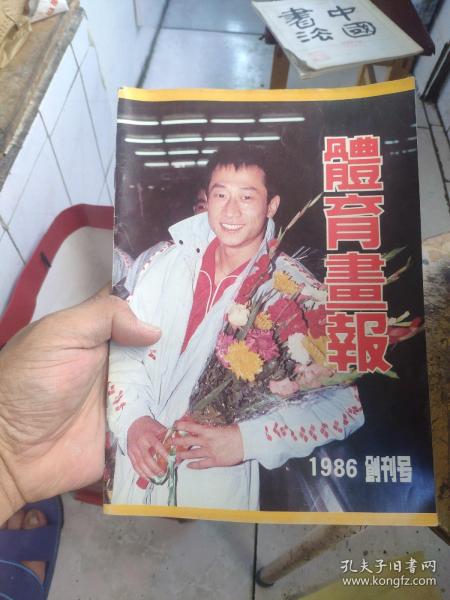 中國
書法
體育畫報
1986 創刊号
孔夫子旧书网
www.kongfz.com